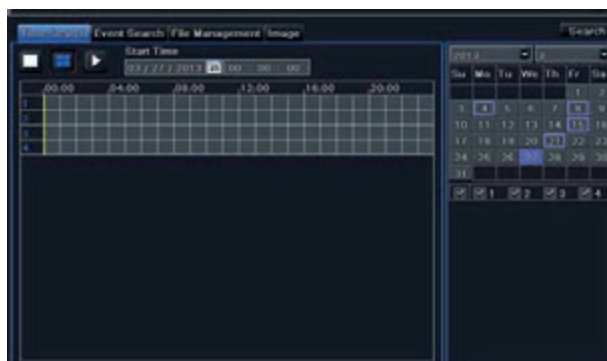 Time Search Event Search File Management Image Search
Start Time
03 / 27 / 2013 00 : 00 : 00
2013
Su Mo Tu We Th Fr Sa
00:00 04:00 08:00 12:00 16:00 20:00
1 2
1
3 4 5 6 7 8 9
2
10 11 12 13 14 15 16
3
17 18 19 20 21 22 23
4
24 25 26 27 28 29 30
31
1 2 3 4